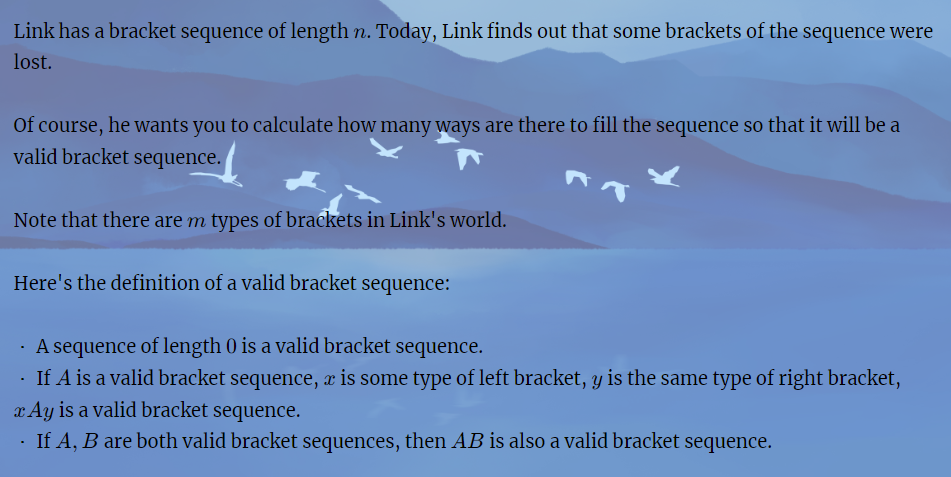 Link has a bracket sequence of length n. Today, Link finds out that some brackets of the sequence were
lost.
Of course, he wants you to calculate how many ways are there to fill the sequence so that it will be a
valid bracket sequence.
Note that there are m types of brackets in Link's world.
Here's the definition of a valid bracket sequence:
· A sequence of length 0 is a valid bracket sequence.
· If A is a valid bracket sequence, x is some type of left bracket, y is the same type of right bracket,
xAy is a valid bracket sequence.
· If A, B are both valid bracket sequences, then AB is also a valid bracket sequence.